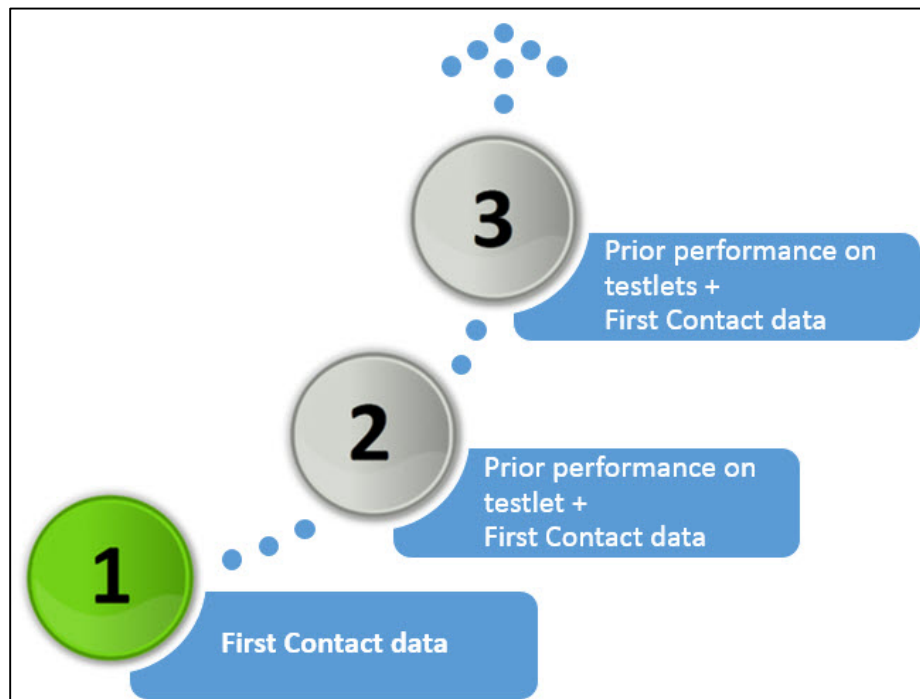 3
Prior performance on
testlets +
First Contact data
2
Prior performance on
testlet +
First Contact data
1
First Contact data